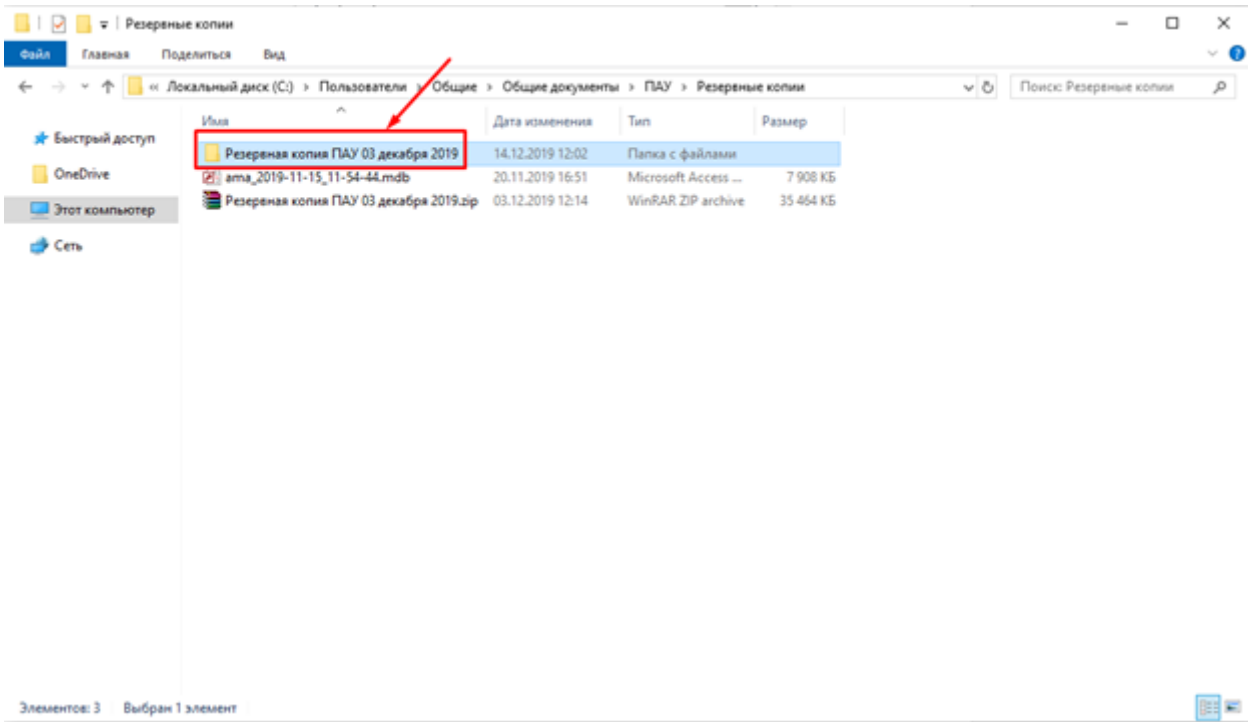 Резервные копии
Файл Главная Поделиться Вид
« Локальный диск (C:) › Пользователи › Общие › Общие документы › ПАУ › Резервные копии Поиск: Резервные копии
Имя Дата изменения Тип Размер
Быстрый доступ
OneDrive
Этот компьютер
Сеть
Резервная копия ПАУ 03 декабря 2019 14.12.2019 12:02 Папка с файлами
ama_2019-11-15_11-54-44.mdb 20.11.2019 16:51 Microsoft Access ... 7 908 КБ
Резервная копия ПАУ 03 декабря 2019.zip 03.12.2019 12:14 WinRAR ZIP archive 35 464 КБ
Элементов: 3 Выбран 1 элемент